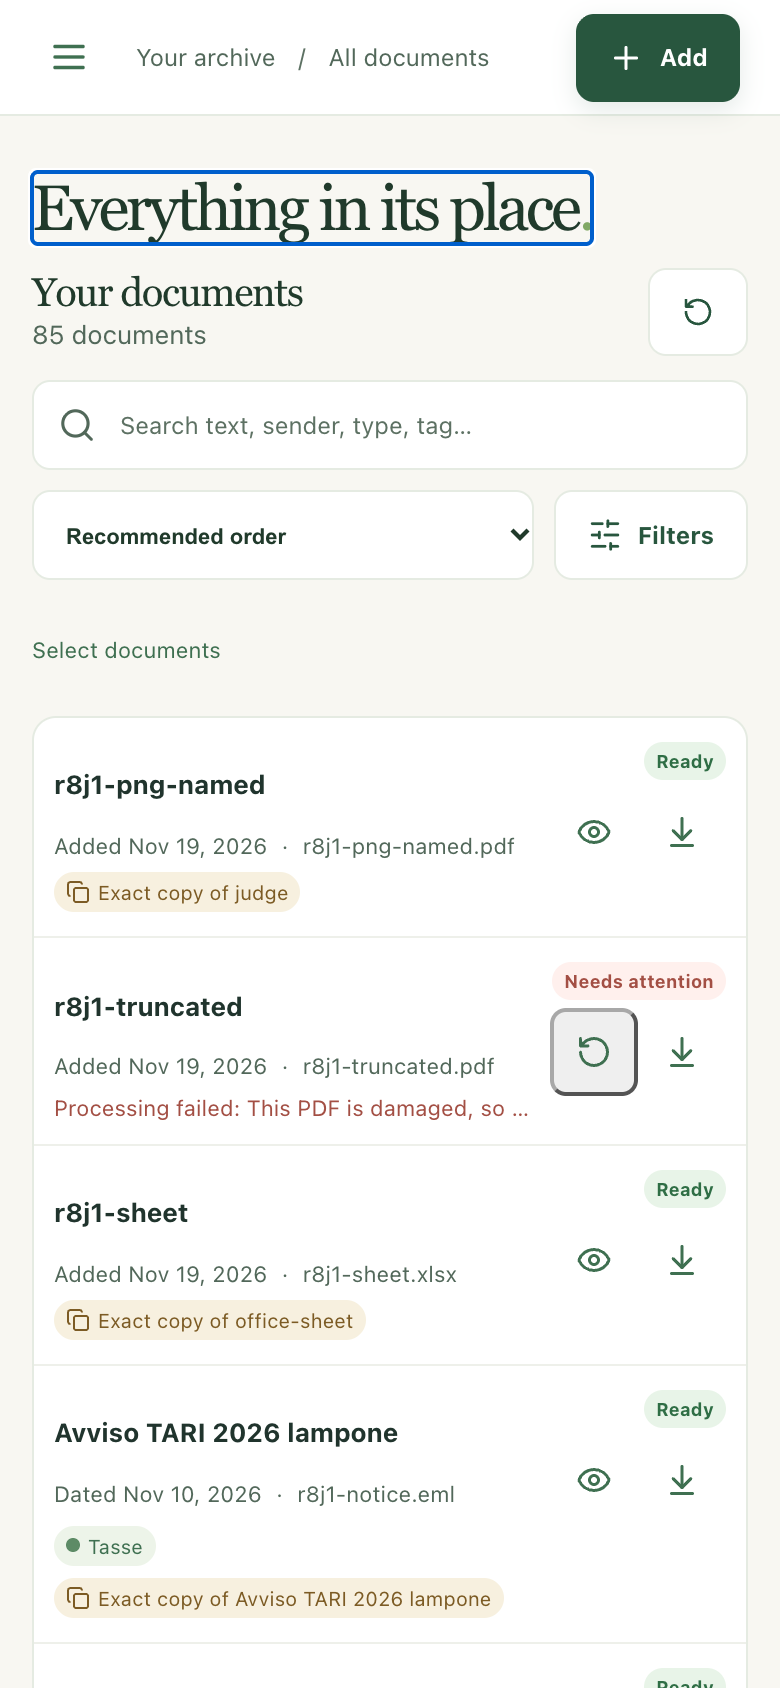 Your archive / All documents
Add
Everything in its place.
Your documents
85 documents
Search text, sender, type, tag...
Recommended order
Filters
Select documents
Ready
r8j1-png-named
Added Nov 19, 2026 · r8j1-png-named.pdf
Exact copy of judge
Needs attention
r8j1-truncated
Added Nov 19, 2026 · r8j1-truncated.pdf
Processing failed: This PDF is damaged, so ...
Ready
r8j1-sheet
Added Nov 19, 2026 · r8j1-sheet.xlsx
Exact copy of office-sheet
Ready
Avviso TARI 2026 lampone
Dated Nov 10, 2026 · r8j1-notice.eml
Tasse
Exact copy of Avviso TARI 2026 lampone
Ready